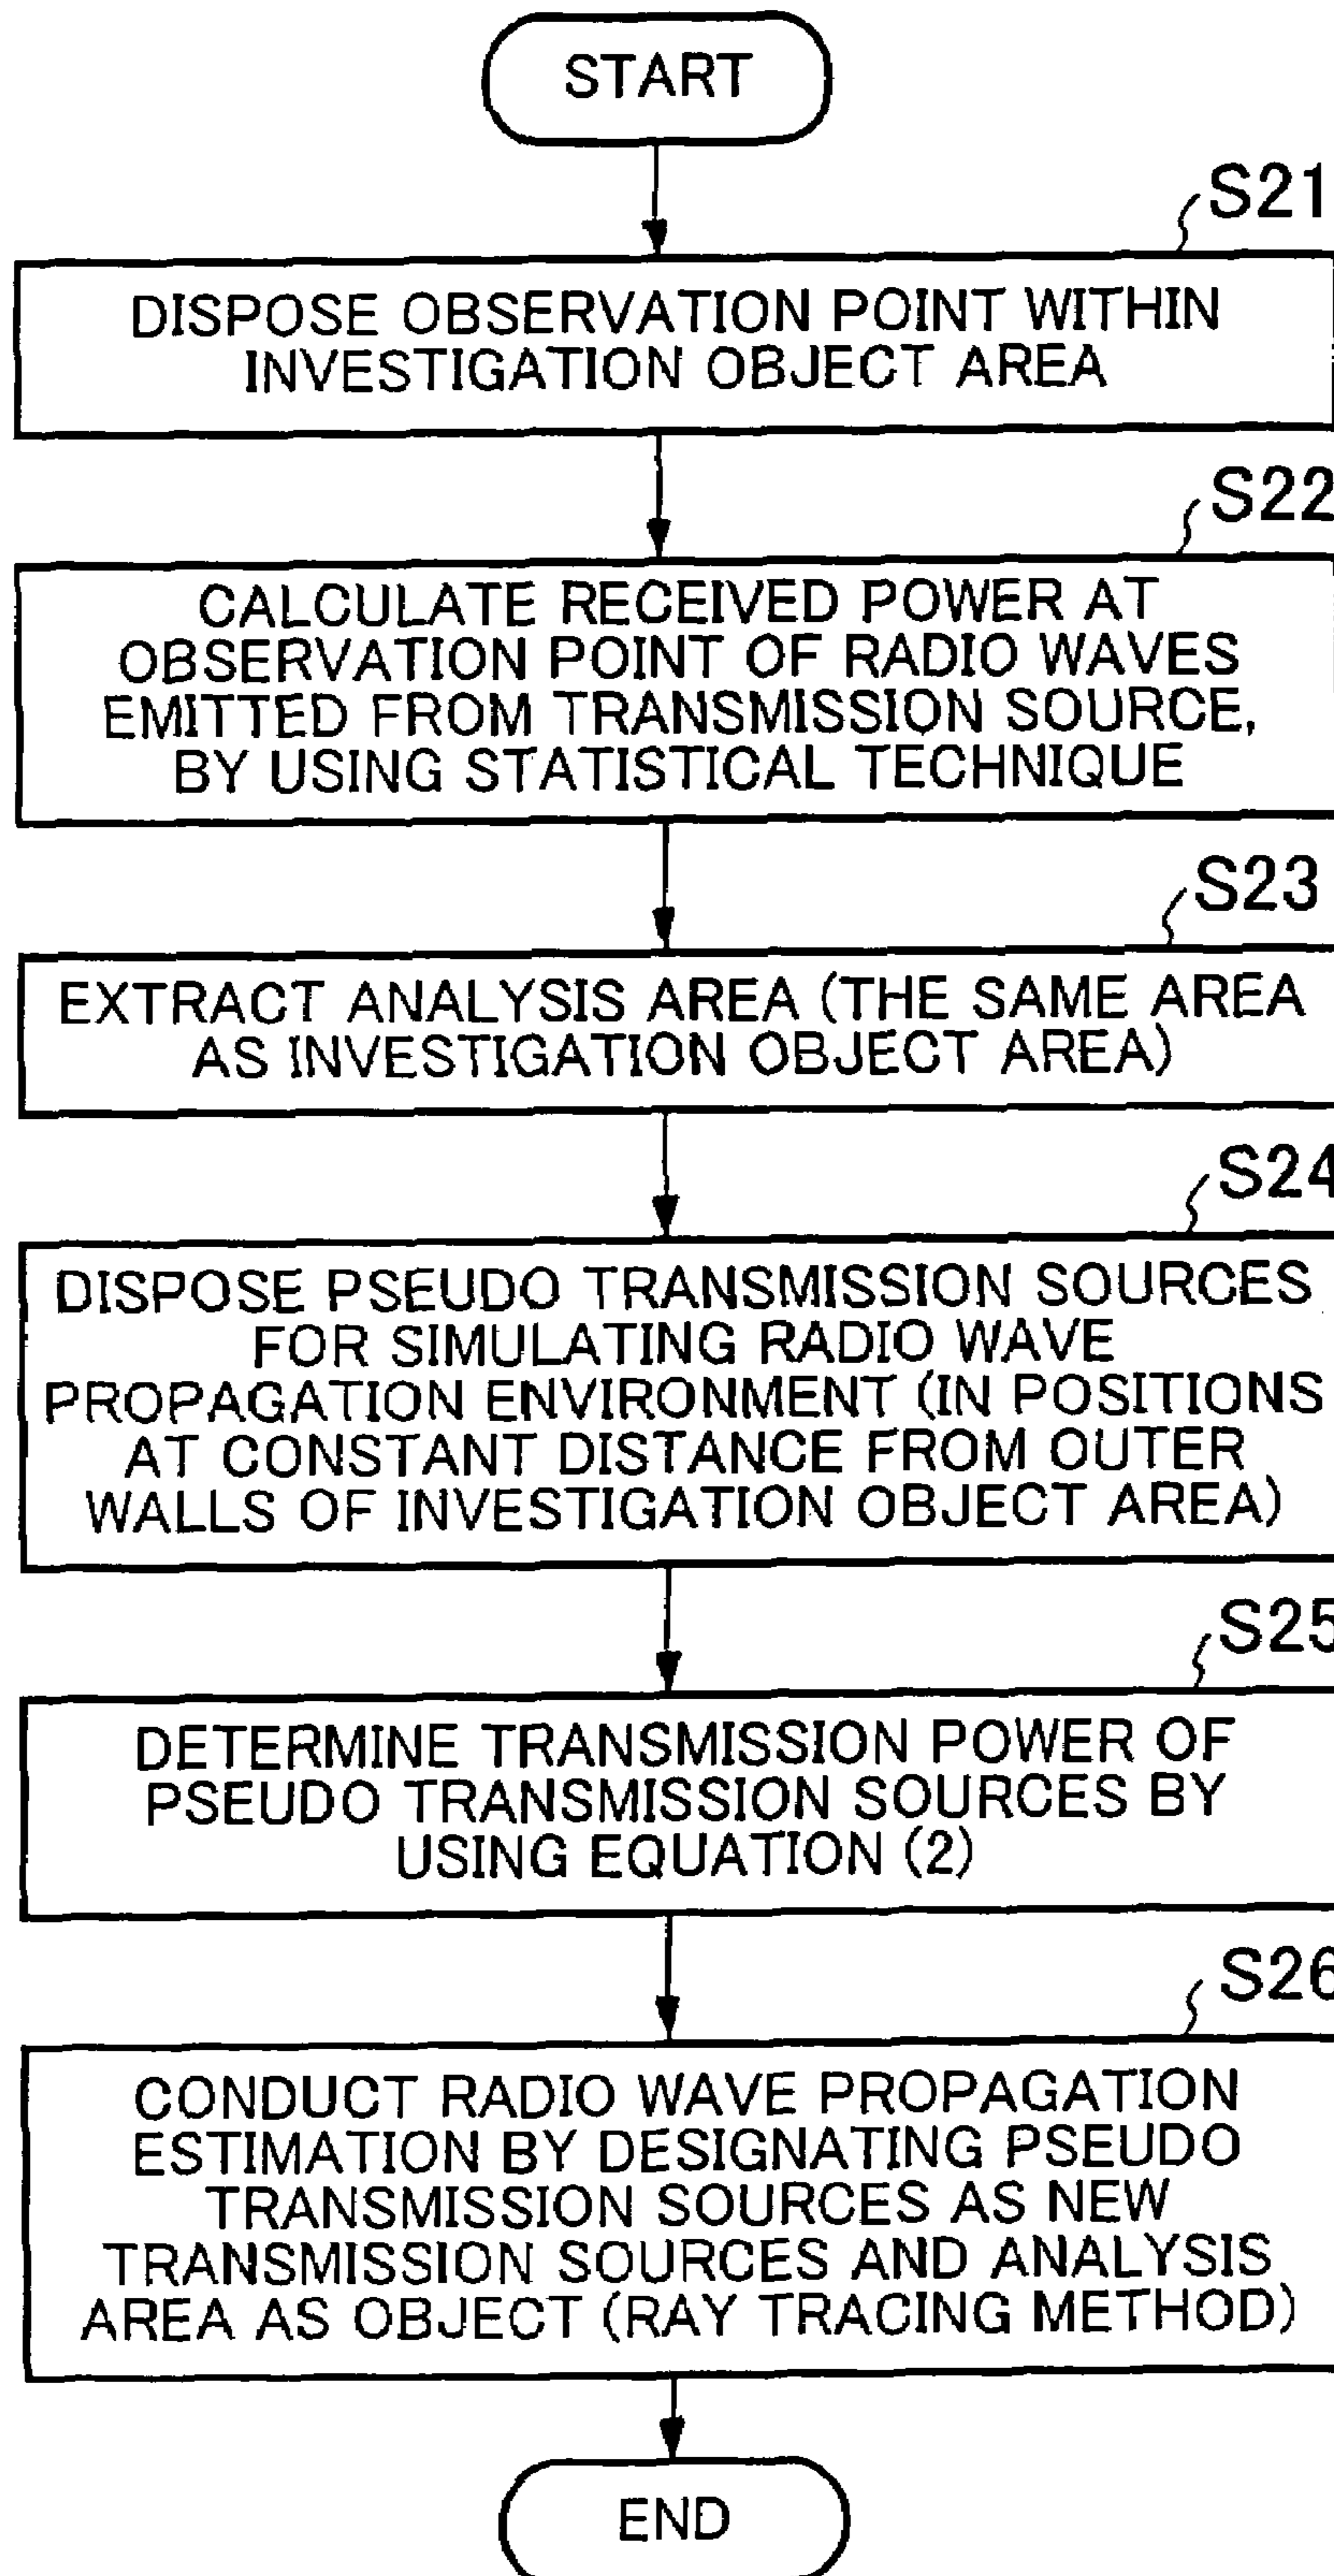 START
S21
DISPOSE OBSERVATION POINT WITHIN
INVESTIGATION OBJECT AREA
S22
CALCULATE RECEIVED POWER AT
OBSERVATION POINT OF RADIO WAVES
EMITTED FROM TRANSMISSION SOURCE,
BY USING STATISTICAL TECHNIQUE
S23
EXTRACT ANALYSIS AREA (THE SAME AREA
AS INVESTIGATION OBJECT AREA)
S24
DISPOSE PSEUDO TRANSMISSION SOURCES
FOR SIMULATING RADIO WAVE
PROPAGATION ENVIRONMENT (IN POSITIONS
AT CONSTANT DISTANCE FROM OUTER
WALLS OF INVESTIGATION OBJECT AREA)
S25
DETERMINE TRANSMISSION POWER OF
PSEUDO TRANSMISSION SOURCES BY
USING EQUATION (2)
S26
CONDUCT RADIO WAVE PROPAGATION
ESTIMATION BY DESIGNATING PSEUDO
TRANSMISSION SOURCES AS NEW
TRANSMISSION SOURCES AND ANALYSIS
AREA AS OBJECT (RAY TRACING METHOD)
END